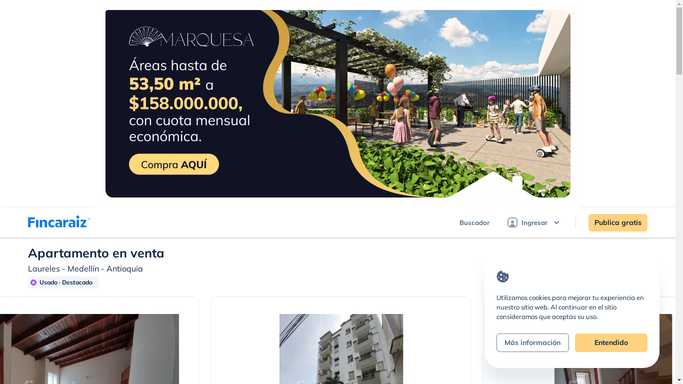 MARQUESA
Áreas hasta de
53,50 m² a
$158.000.000,
con cuota mensual
económica.
Compra AQUÍ
Fincaraiz
Buscador
Ingresar
Publica gratis
Apartamento en venta
Laureles - Medellín - Antioquia
Usado · Destacado
Utilizamos cookies para mejorar tu experiencia en
nuestro sitio web. Al continuar en el sitio
consideramos que aceptas su uso.
Más información
Entendido